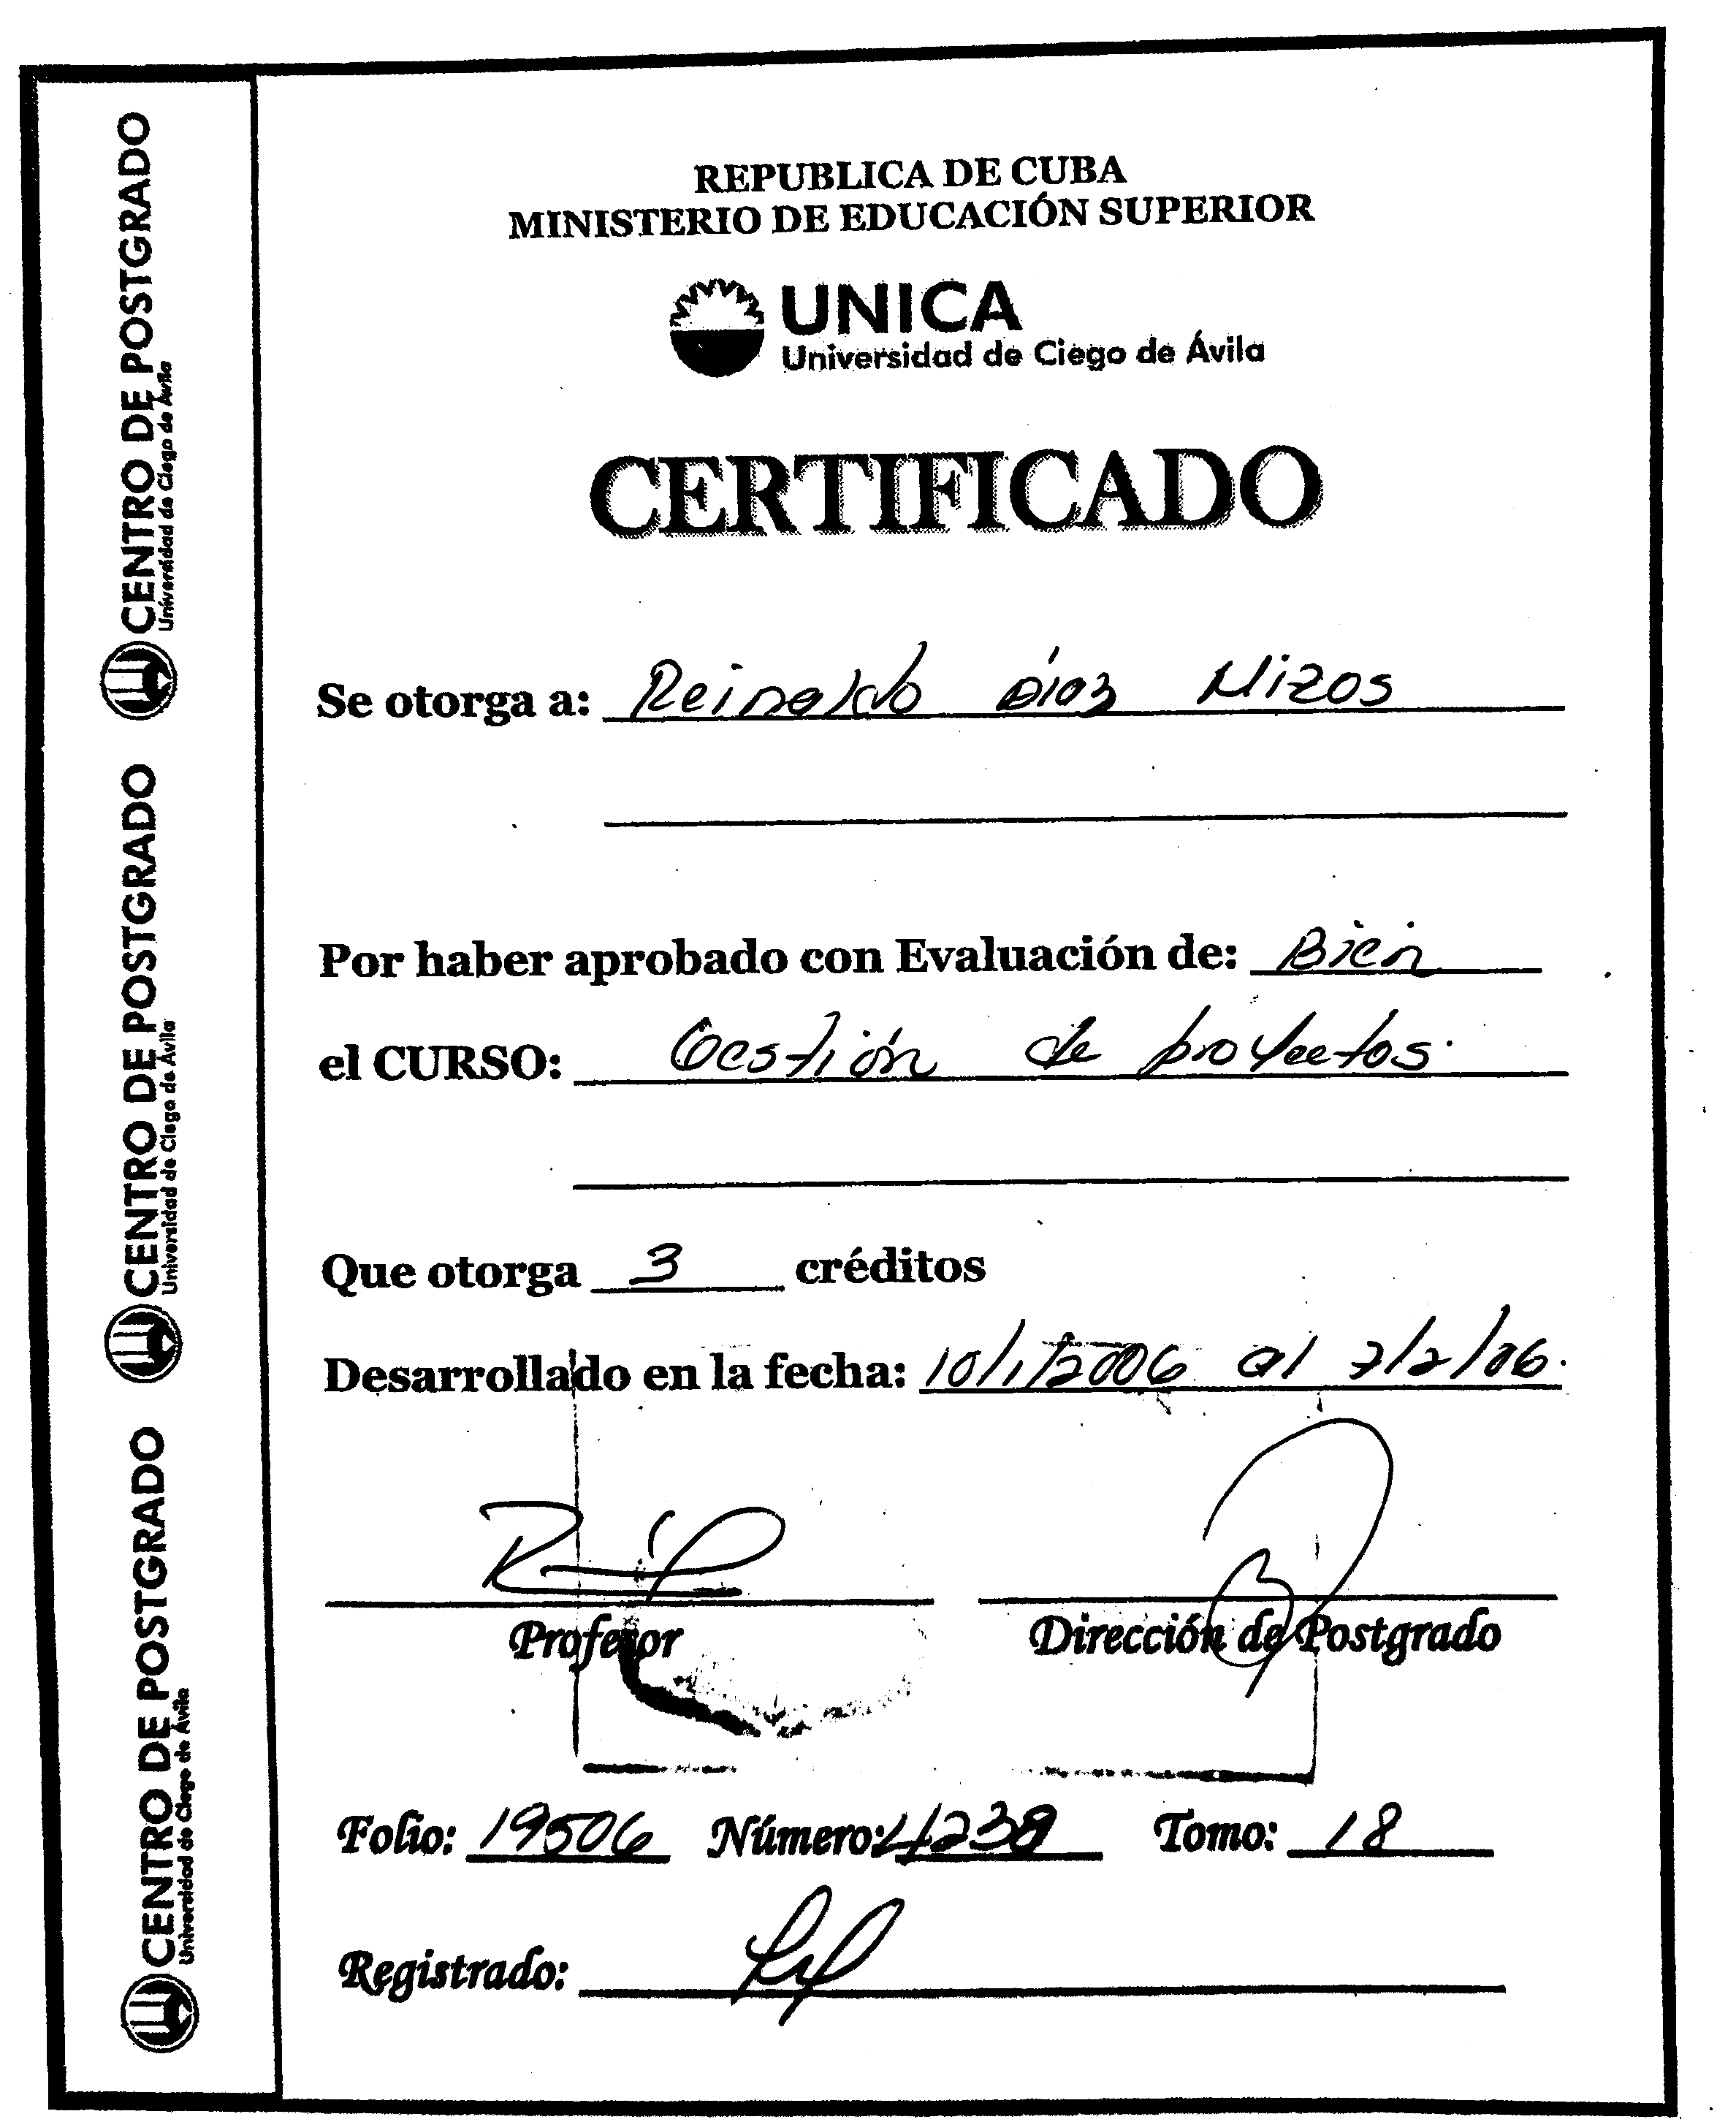 REPUBLICA DE CUBA
MINISTERIO DE EDUCACIÓN SUPERIOR
UNICA
Universidad de Ciego de Ávila
CERTIFICADO
Se otorga a: Reinaldo Díaz
Por haber aprobado con Evaluación de: Bien
el CURSO: Gestión de proyectos.
Que otorga 3 créditos
Desarrollado en la fecha: 10/1/2006 al 7/2/06.
Profesor
Dirección de Postgrado
Folio: 19506 Número: 4239 Tomo: 18
Registrado:
CENTRO DE POSTGRADO
Universidad de Ciego de Ávila
CENTRO DE POSTGRADO
Universidad de Ciego de Ávila
CENTRO DE POSTGRADO
Universidad de Ciego de Ávila